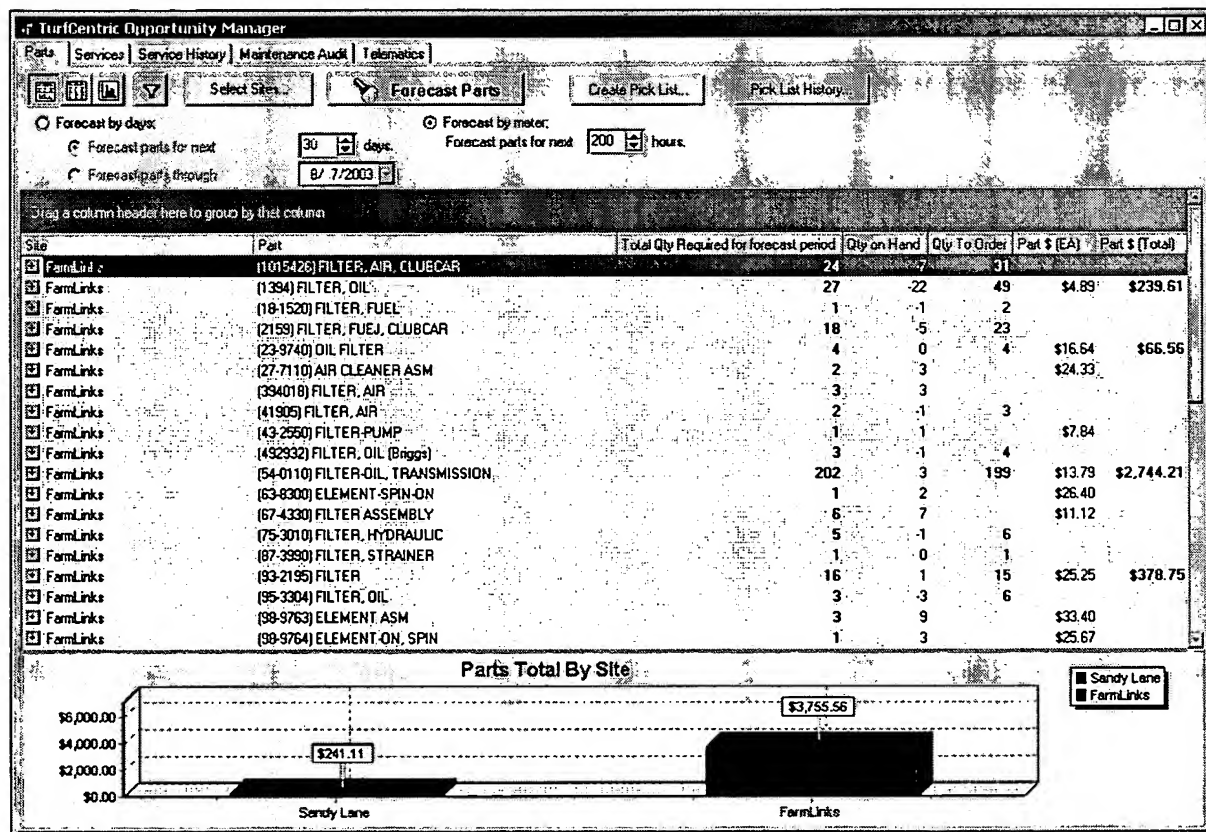 TurfCentric Opportunity Manager
Parts Services Service History Maintenance Audit Telematics
Select Sites... Forecast Parts Create Pick List... Pick List History...
Forecast by days: Forecast by meter:
Forecast parts for next 30 days. Forecast parts for next 200 hours.
Forecast parts through 8/ 7/2003
Drag a column header here to group by that column
Site Part Total Qty Required for forecast period Qty on Hand Qty To Order Part $ (EA) Part $ (Total)
FarmLinks (1015426) FILTER, AIR, CLUBCAR 24 -7 31
FarmLinks (1394) FILTER, OIL 27 -22 49 $4.89 $239.61
FarmLinks (18-1520) FILTER, FUEL 1 -1 2
FarmLinks (2159) FILTER, FUEJ, CLUBCAR 18 -5 23
FarmLinks (23-9740) OIL FILTER 4 0 4 $16.64 $66.56
FarmLinks (27-7110) AIR CLEANER ASM 2 3 $24.33
FarmLinks (394018) FILTER, AIR 3 3
FarmLinks (41905) FILTER, AIR 2 -1 3
FarmLinks (43-2550) FILTER-PUMP 1 1 $7.84
FarmLinks (492932) FILTER, OIL (Briggs) 3 -1 4
FarmLinks (54-0110) FILTER-OIL, TRANSMISSION 202 3 199 $13.79 $2,744.21
FarmLinks (63-8300) ELEMENT-SPIN-ON 1 2 $26.40
FarmLinks (67-4330) FILTER ASSEMBLY 6 7 $11.12
FarmLinks (75-3010) FILTER, HYDRAULIC 5 -1 6
FarmLinks (87-3990) FILTER, STRAINER 1 0 1
FarmLinks (93-2195) FILTER 16 1 15 $25.25 $378.75
FarmLinks (95-3304) FILTER, OIL 3 -3 6
FarmLinks (98-9763) ELEMENT ASM 3 9 $33.40
FarmLinks (98-9764) ELEMENT-ON, SPIN 1 3 $25.67
Parts Total By Site
Sandy Lane
FarmLinks
$6,000.00
$4,000.00
$2,000.00
$0.00
$241.11
$3,755.56
Sandy Lane FarmLinks